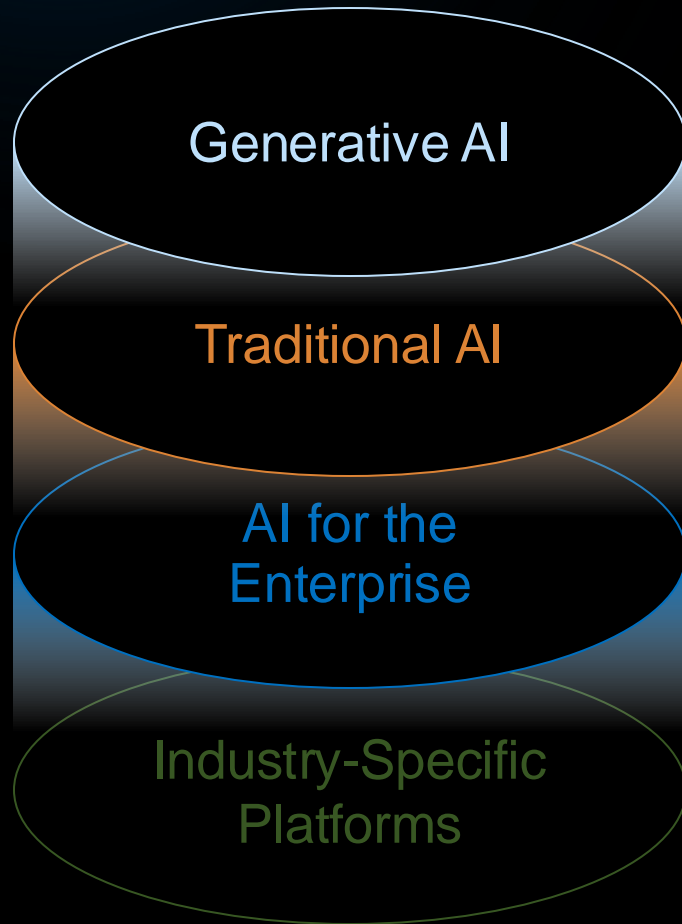 Generative AI
Traditional AI
AI for the
Enterprise
Industry-Specific
Platforms